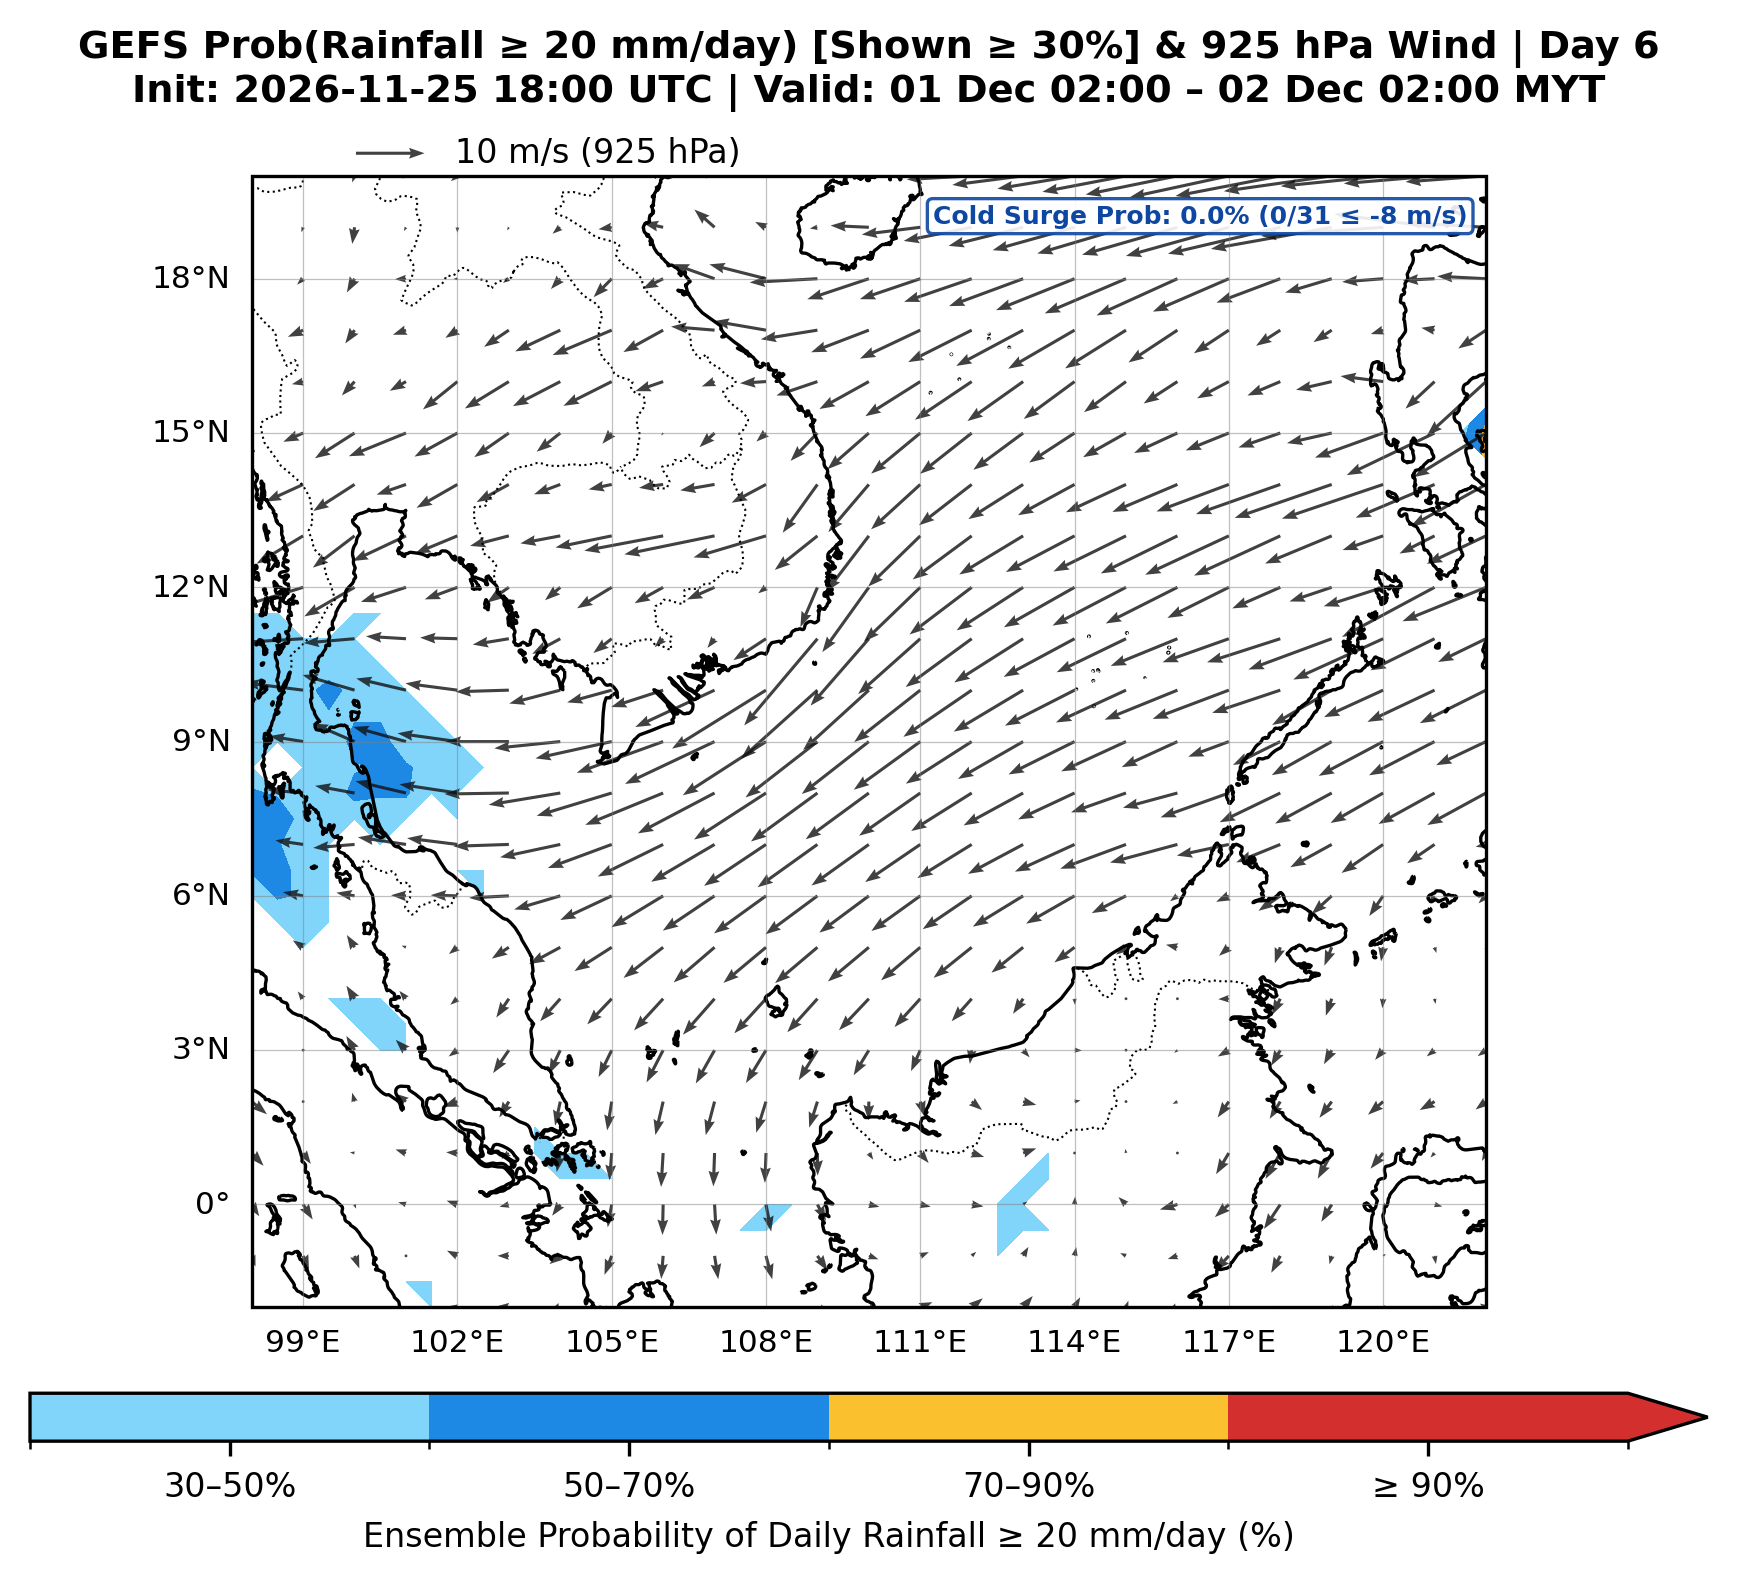 GEFS Prob(Rainfall ≥ 20 mm/day) [Shown ≥ 30%] & 925 hPa Wind | Day 6
Init: 2026-11-25 18:00 UTC | Valid: 01 Dec 02:00 – 02 Dec 02:00 MYT
10 m/s (925 hPa)
Cold Surge Prob: 0.0% (0/31 ≤ -8 m/s)
18°N
15°N
12°N
9°N
6°N
3°N
0°
99°E 102°E 105°E 108°E 111°E 114°E 117°E 120°E
30–50% 50–70% 70–90% ≥ 90%
Ensemble Probability of Daily Rainfall ≥ 20 mm/day (%)